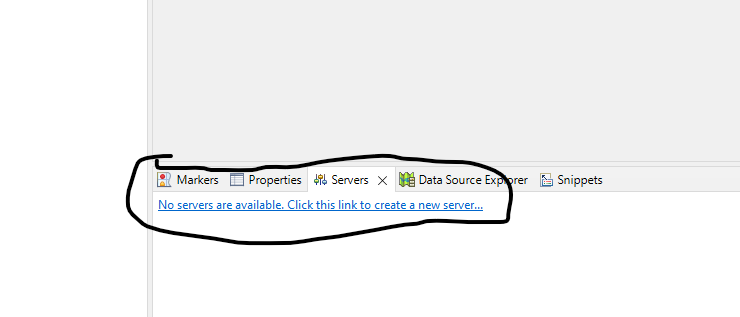 Markers Properties Servers Data Source Explorer Snippets
No servers are available. Click this link to create a new server...